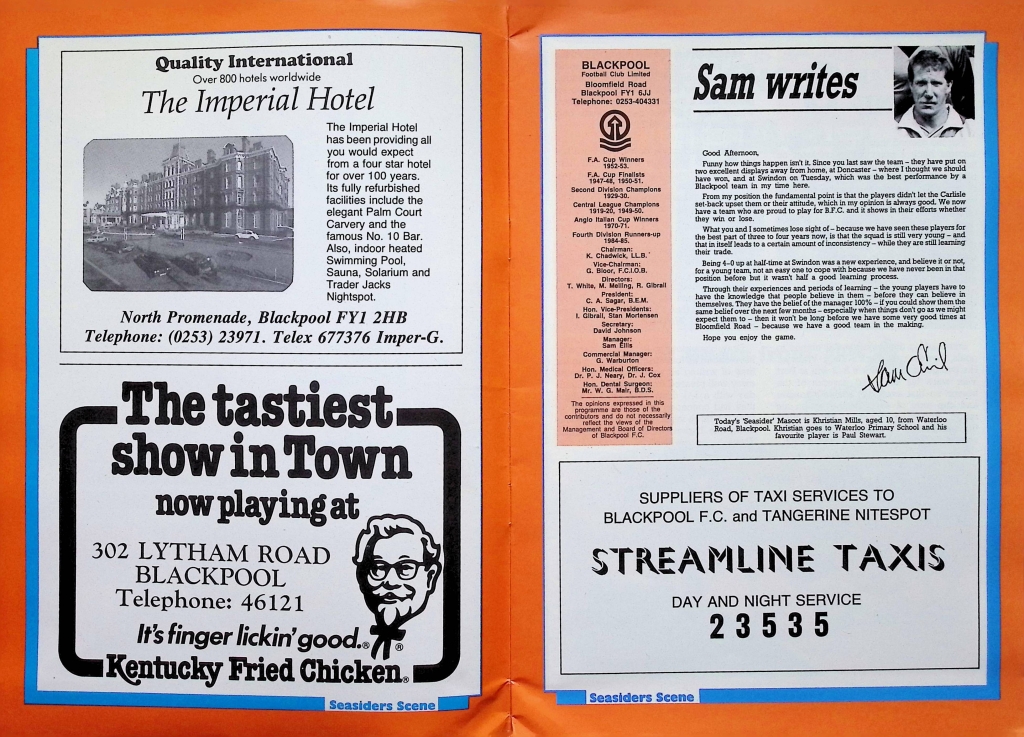 Quality International
Over 800 hotels worldwide
The Imperial Hotel
The Imperial Hotel
has been providing all
you would expect
from a four star hotel
for over 100 years.
Its fully refurbished
facilities include the
elegant Palm Court
Carvery and the
famous No. 10 Bar.
Also, indoor heated
Swimming Pool,
Sauna, Solarium and
Trader Jacks
Nightspot.
North Promenade, Blackpool FY1 2HB
Telephone: (0253) 23971. Telex 677376 Imper-G.
The tastiest
show in Town
now playing at
302 LYTHAM ROAD
BLACKPOOL
Telephone: 46121
It's finger lickin' good.®
®
Kentucky Fried Chicken®
Seasiders Scene
BLACKPOOL
Football Club Limited
Bloomfield Road
Blackpool FY1 6JJ
Telephone: 0253-404331
F.A. Cup Winners
1952-53.
F.A. Cup Finalists
1947-48, 1950-51.
Second Division Champions
1929-30.
Central League Champions
1919-20, 1949-50.
Anglo Italian Cup Winners
1970-71.
Fourth Division Runners-up
1984-85.
Chairman:
K. Chadwick, LL.B.
Vice-Chairman:
G. Bloor, F.C.I.O.B.
Directors:
T. White, M. Melling, R. Gibrail
President:
C. A. Sagar, B.E.M.
Hon. Vice-Presidents:
I. Gibrail, Stan Mortensen
Secretary:
David Johnson
Manager:
Sam Ellis
Commercial Manager:
G. Warburton
Hon. Medical Officers:
Dr. P. J. Neary, Dr. J. Cox
Hon. Dental Surgeon:
Mr. W. G. Mair, B.D.S.
The opinions expressed in this
programme are those of the
contributors and do not necessarily
reflect the views of the
Management and Board of Directors
of Blackpool F.C.
Sam writes
Good Afternoon,
Funny how things happen isn't it. Since you last saw the team – they have put on
two excellent displays away from home, at Doncaster – where I thought we should
have won, and at Swindon on Tuesday, which was the best performance by a
Blackpool team in my time here.
From my position the fundamental point is that the players didn't let the Carlisle
set-back upset them or their attitude, which in my opinion is always good. We now
have a team who are proud to play for B.F.C. and it shows in their efforts whether
they win or lose.
What you and I sometimes lose sight of – because we have seen these players for
the best part of three to four years now, is that the squad is still very young – and
that in itself leads to a certain amount of inconsistency – while they are still learning
their trade.
Being 4–0 up at half-time at Swindon was a new experience, and believe it or not,
for a young team, not an easy one to cope with because we have never been in that
position before but it wasn't half a good learning process.
Through their experiences and periods of learning – the young players have to
have the knowledge that people believe in them – before they can believe in
themselves. They have the belief of the manager 100% – if you could show them the
same belief over the next few months – especially when things don't go as we might
expect them to – then it won't be long before we have some very good times at
Bloomfield Road – because we have a good team in the making.
Hope you enjoy the game.
Today's 'Seasider' Mascot is Khristian Mills, aged 10, from Waterloo
Road, Blackpool. Khristian goes to Waterloo Primary School and his
favourite player is Paul Stewart.
SUPPLIERS OF TAXI SERVICES TO
BLACKPOOL F.C. and TANGERINE NITESPOT
STREAMLINE TAXIS
DAY AND NIGHT SERVICE
23535
Seasiders Scene